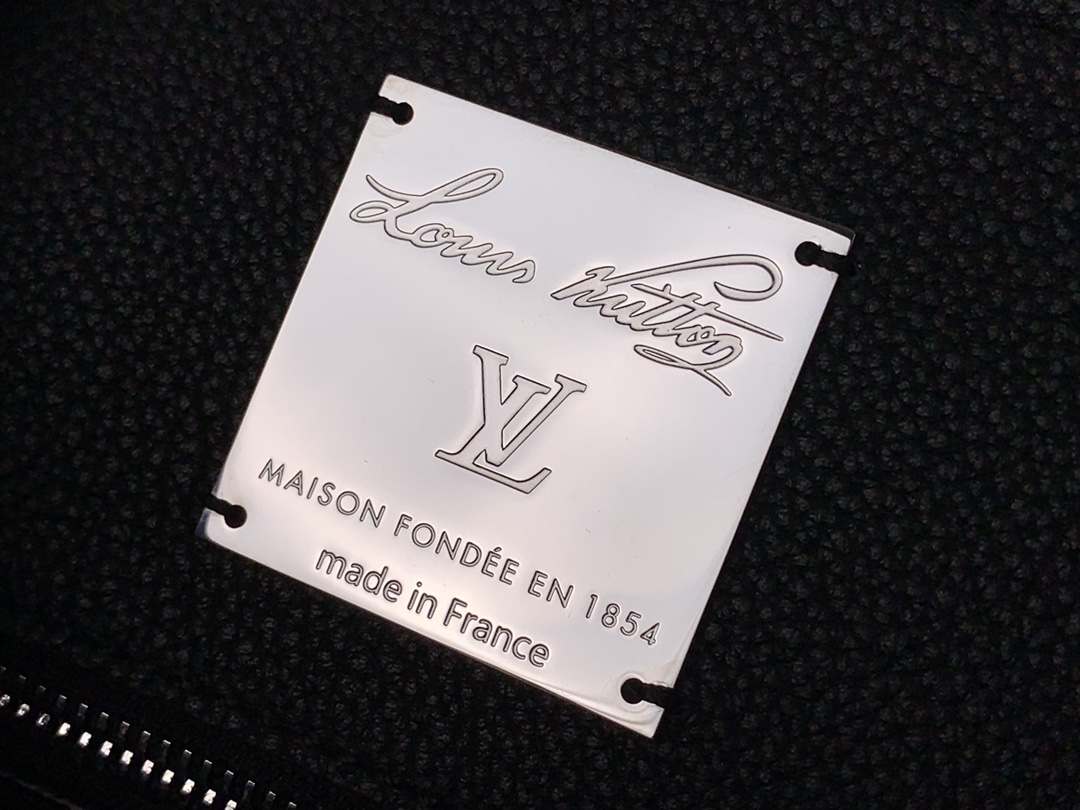 Louis Vuitton
LV
MAISON FONDÉE EN 1854
made in France